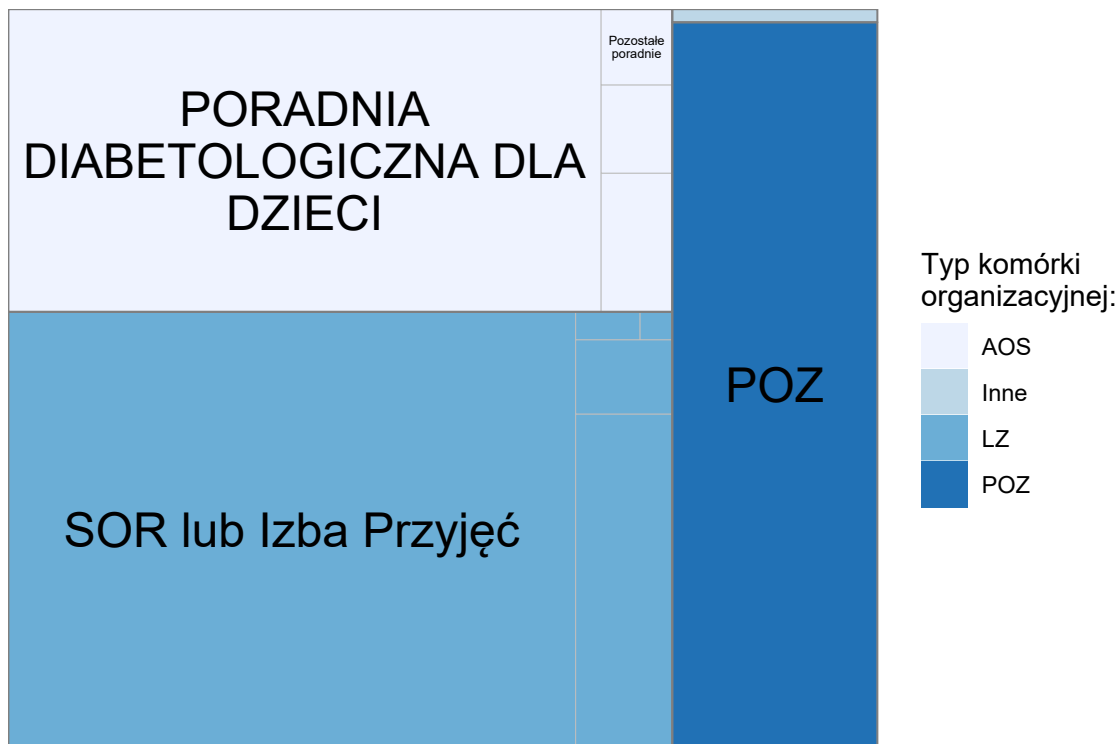 PORADNIA
DIABETOLOGICZNA DLA
DZIECI
Pozostałe
poradnie
SOR lub Izba Przyjęć
POZ
Typ komórki
organizacyjnej:
AOS
Inne
LZ
POZ